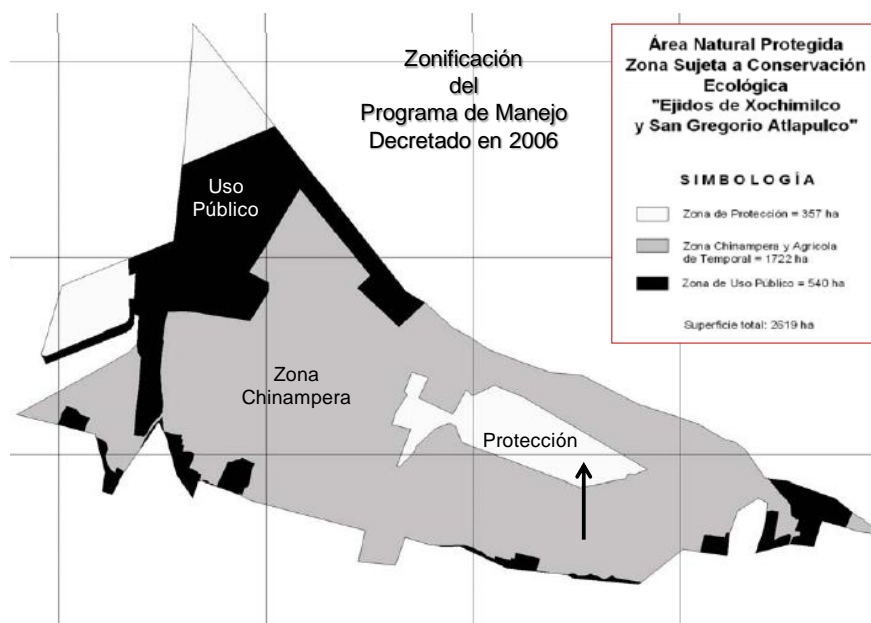 Zonificación
del
Programa de Manejo
Decretado en 2006
Área Natural Protegida
Zona Sujeta a Conservación
Ecológica
"Ejidos de Xochimilco
y San Gregorio Atlapulco"
SIMBOLOGÍA
Zona de Protección = 357 ha
Zona Chinampera y Agrícola
de Temporal = 1722 ha
Zona de Uso Público = 540 ha
Superficie total: 2619 ha
Uso
Público
Zona
Chinampera
Protección